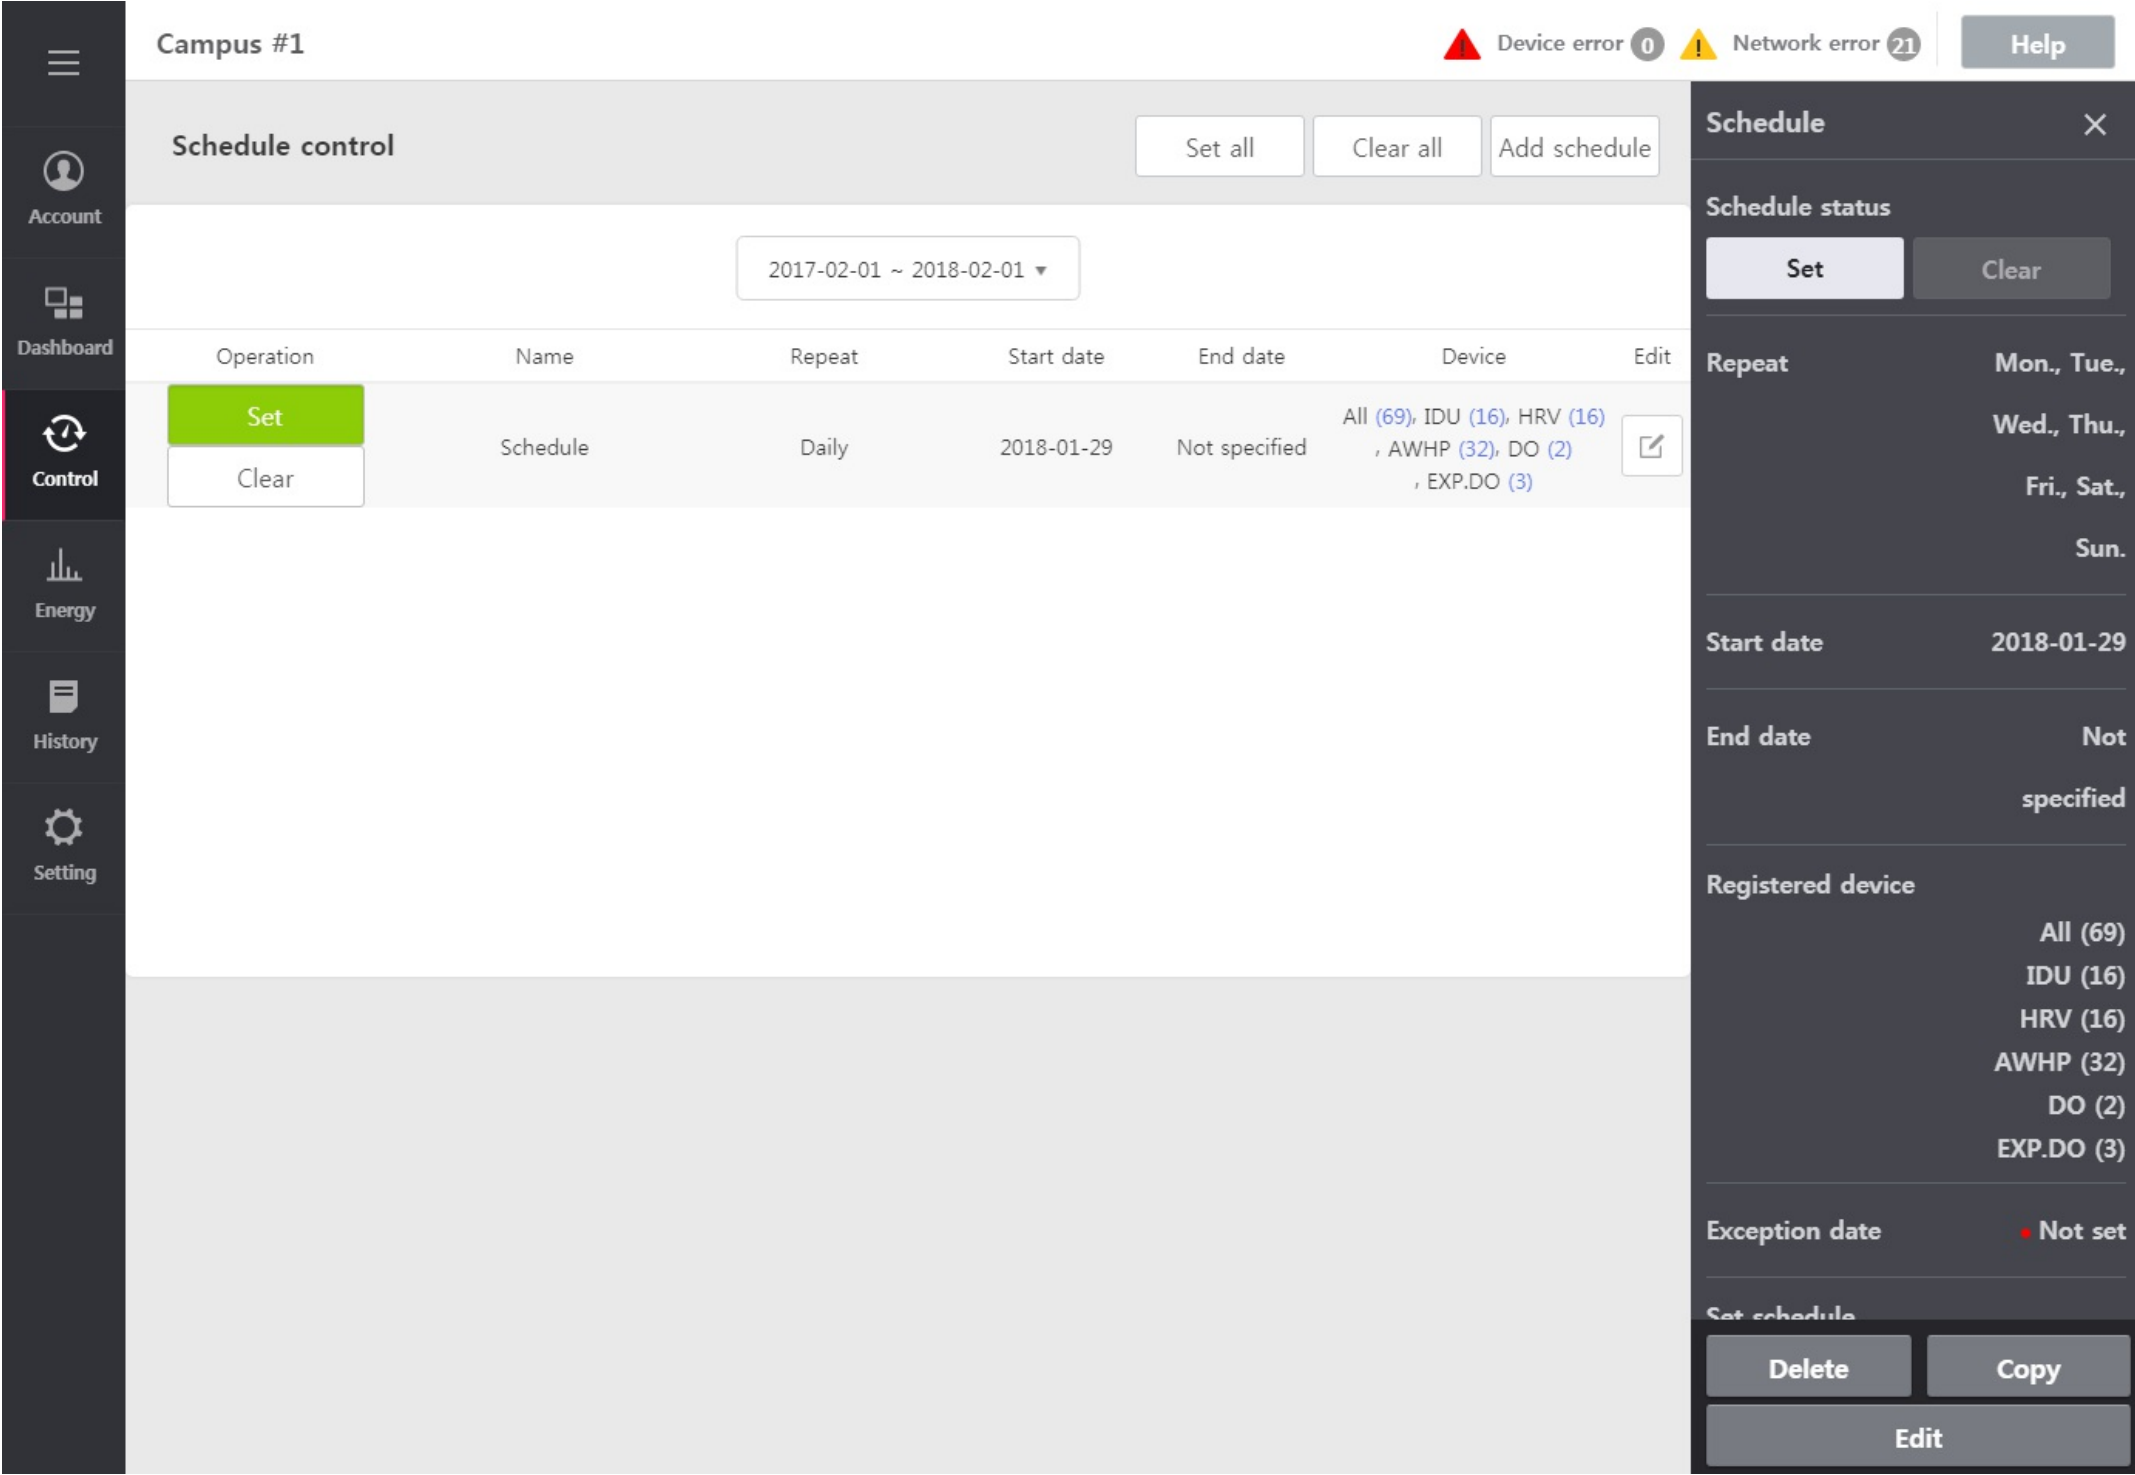 Campus #1
Device error 0
Network error 21
Help
Account
Dashboard
Control
Energy
History
Setting
Schedule control
Set all
Clear all
Add schedule
2017-02-01 ~ 2018-02-01
Operation Name Repeat Start date End date Device Edit
Set
Clear
Schedule
Daily
2018-01-29
Not specified
All (69), IDU (16), HRV (16)
, AWHP (32), DO (2)
, EXP.DO (3)
Schedule
Schedule status
Set
Clear
Repeat Mon., Tue.,
Wed., Thu.,
Fri., Sat.,
Sun.
Start date 2018-01-29
End date Not
specified
Registered device
All (69)
IDU (16)
HRV (16)
AWHP (32)
DO (2)
EXP.DO (3)
Exception date Not set
Set schedule
Delete
Copy
Edit